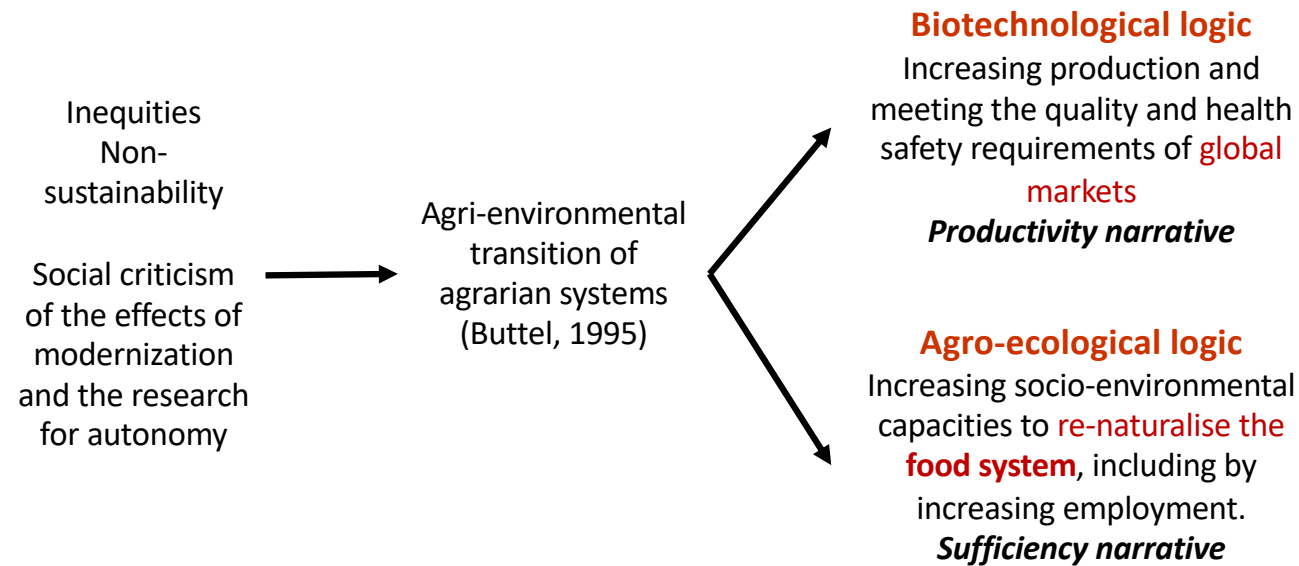 Inequities
Non-
sustainability
Social criticism
of the effects of
modernization
and the research
for autonomy
Agri-environmental
transition of
agrarian systems
(Buttel, 1995)
Biotechnological logic
Increasing production and
meeting the quality and health
safety requirements of global
markets
Productivity narrative
Agro-ecological logic
Increasing socio-environmental
capacities to re-naturalise the
food system, including by
increasing employment.
Sufficiency narrative